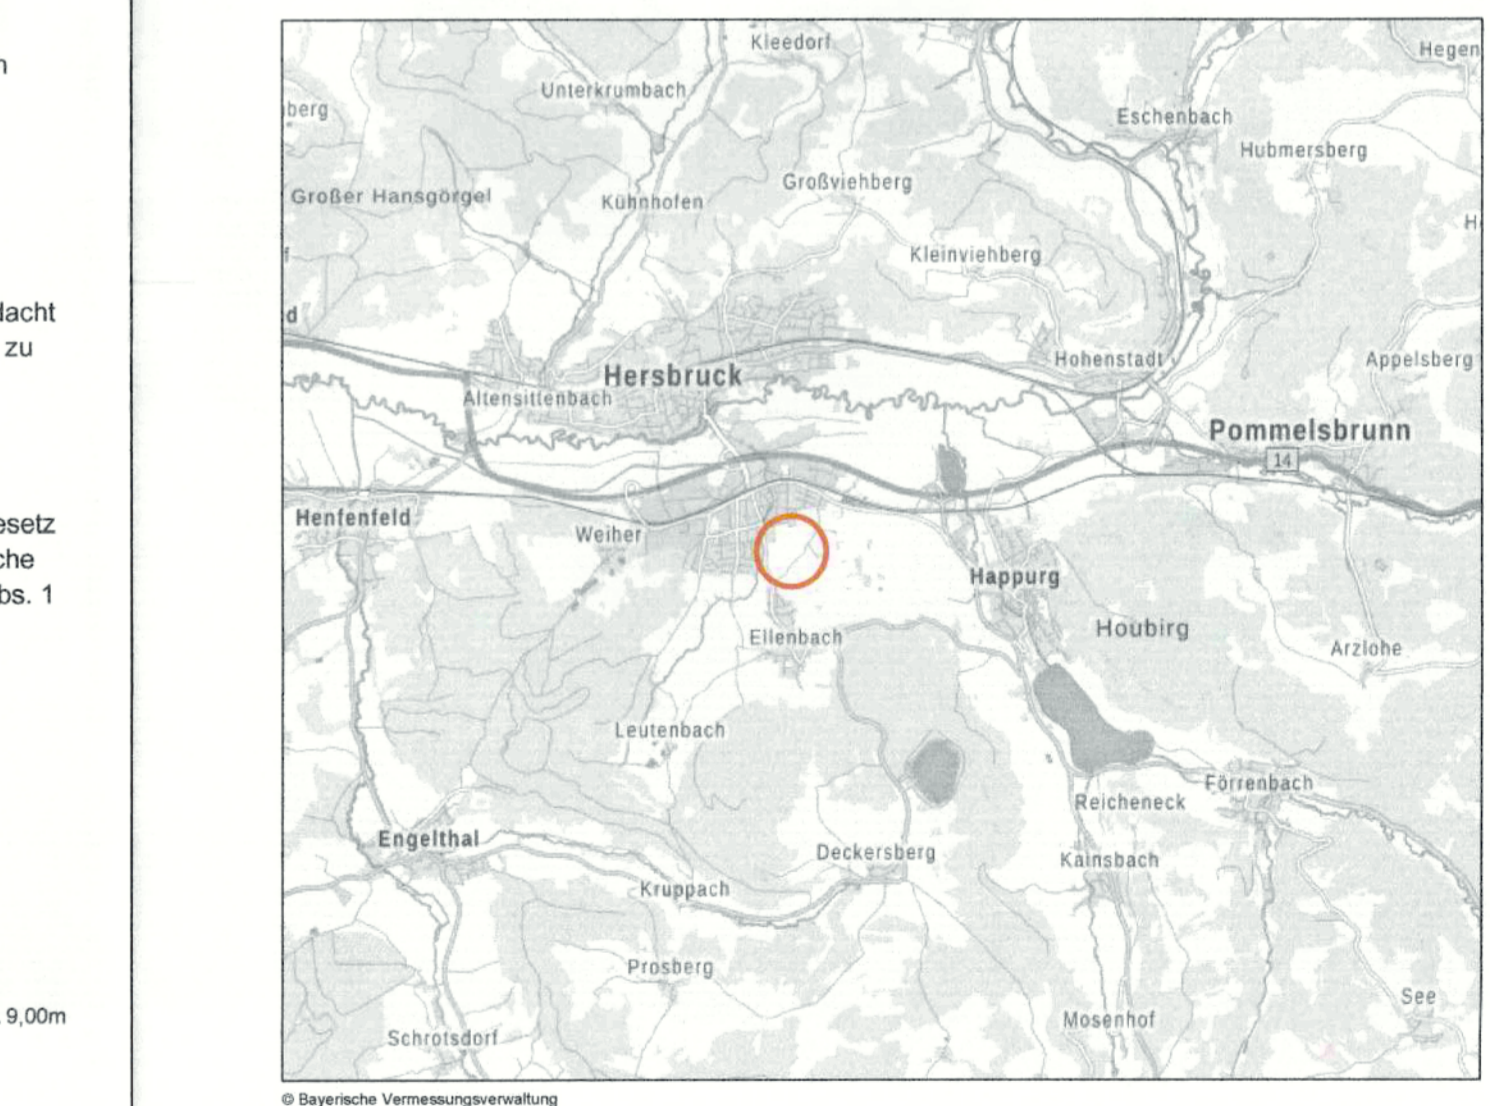 n
dacht
zu
esetz
che
bs. 1
9,00m
Kleedorf
Hegen
Unterkrumbach
berg
Eschenbach
Hubmersberg
Großviehberg
Großer Hansgörgel
Kühnhofen
H
Kleinviehberg
f
d
Hohenstadt
Appelsberg
Hersbruck
Altensittenbach
Pommelsbrunn
14
Henfenfeld
Weiher
Happurg
Houbirg
Ellenbach
Arzlohe
Leutenbach
Förrenbach
Reicheneck
Engelthal
Deckersberg
Kainsbach
Kruppach
Prosberg
See
Mosenhof
Schrotsdorf
© Bayerische Vermessungsverwaltung